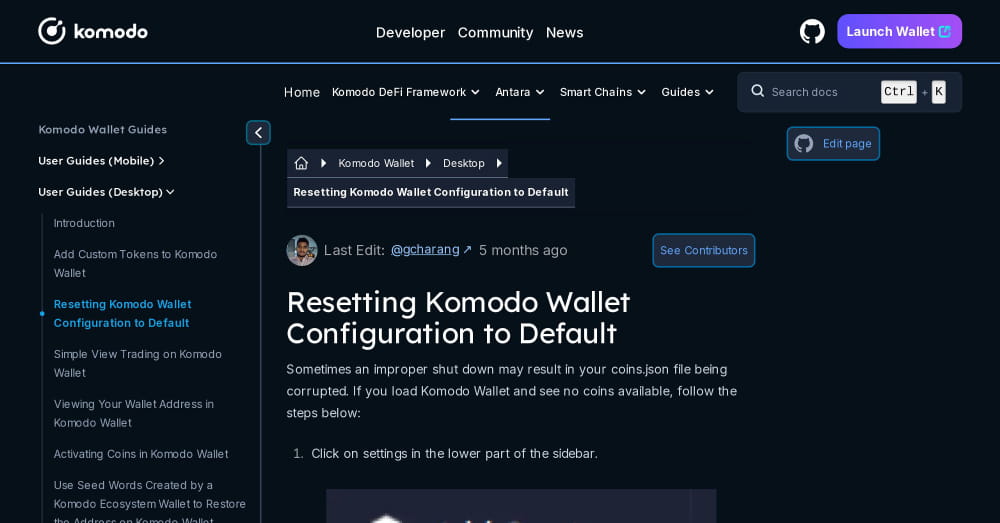 komodo
Developer Community News
Launch Wallet
Home Komodo DeFi Framework Antara Smart Chains Guides
Search docs Ctrl + K
Komodo Wallet Guides
User Guides (Mobile)
User Guides (Desktop)
Introduction
Add Custom Tokens to Komodo
Wallet
Resetting Komodo Wallet
Configuration to Default
Simple View Trading on Komodo
Wallet
Viewing Your Wallet Address in
Komodo Wallet
Activating Coins in Komodo Wallet
Use Seed Words Created by a
Komodo Ecosystem Wallet to Restore
the Address on Komodo Wallet
Edit page
Komodo Wallet Desktop
Resetting Komodo Wallet Configuration to Default
Last Edit: @gcharang ↗ 5 months ago
See Contributors
Resetting Komodo Wallet
Configuration to Default
Sometimes an improper shut down may result in your coins.json file being
corrupted. If you load Komodo Wallet and see no coins available, follow the
steps below:
1. Click on settings in the lower part of the sidebar.